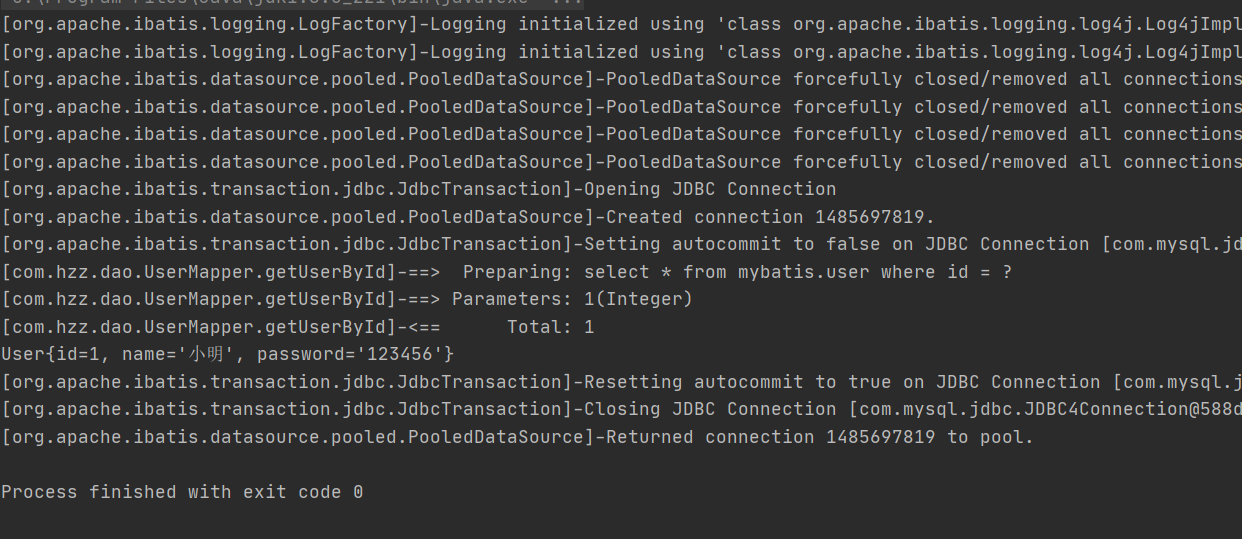 [org.apache.ibatis.logging.LogFactory]-Logging initialized using 'class org.apache.ibatis.logging.log4j.Log4jImpl
[org.apache.ibatis.logging.LogFactory]-Logging initialized using 'class org.apache.ibatis.logging.log4j.Log4jImpl
[org.apache.ibatis.datasource.pooled.PooledDataSource]-PooledDataSource forcefully closed/removed all connections
[org.apache.ibatis.datasource.pooled.PooledDataSource]-PooledDataSource forcefully closed/removed all connections
[org.apache.ibatis.datasource.pooled.PooledDataSource]-PooledDataSource forcefully closed/removed all connections
[org.apache.ibatis.datasource.pooled.PooledDataSource]-PooledDataSource forcefully closed/removed all connections
[org.apache.ibatis.transaction.jdbc.JdbcTransaction]-Opening JDBC Connection
[org.apache.ibatis.datasource.pooled.PooledDataSource]-Created connection 1485697819.
[org.apache.ibatis.transaction.jdbc.JdbcTransaction]-Setting autocommit to false on JDBC Connection [com.mysql.jd
[com.hzz.dao.UserMapper.getUserById]-==>  Preparing: select * from mybatis.user where id = ?
[com.hzz.dao.UserMapper.getUserById]-==> Parameters: 1(Integer)
[com.hzz.dao.UserMapper.getUserById]-<==      Total: 1
User{id=1, name='小明', password='123456'}
[org.apache.ibatis.transaction.jdbc.JdbcTransaction]-Resetting autocommit to true on JDBC Connection [com.mysql.j
[org.apache.ibatis.transaction.jdbc.JdbcTransaction]-Closing JDBC Connection [com.mysql.jdbc.JDBC4Connection@588d
[org.apache.ibatis.datasource.pooled.PooledDataSource]-Returned connection 1485697819 to pool.
Process finished with exit code 0